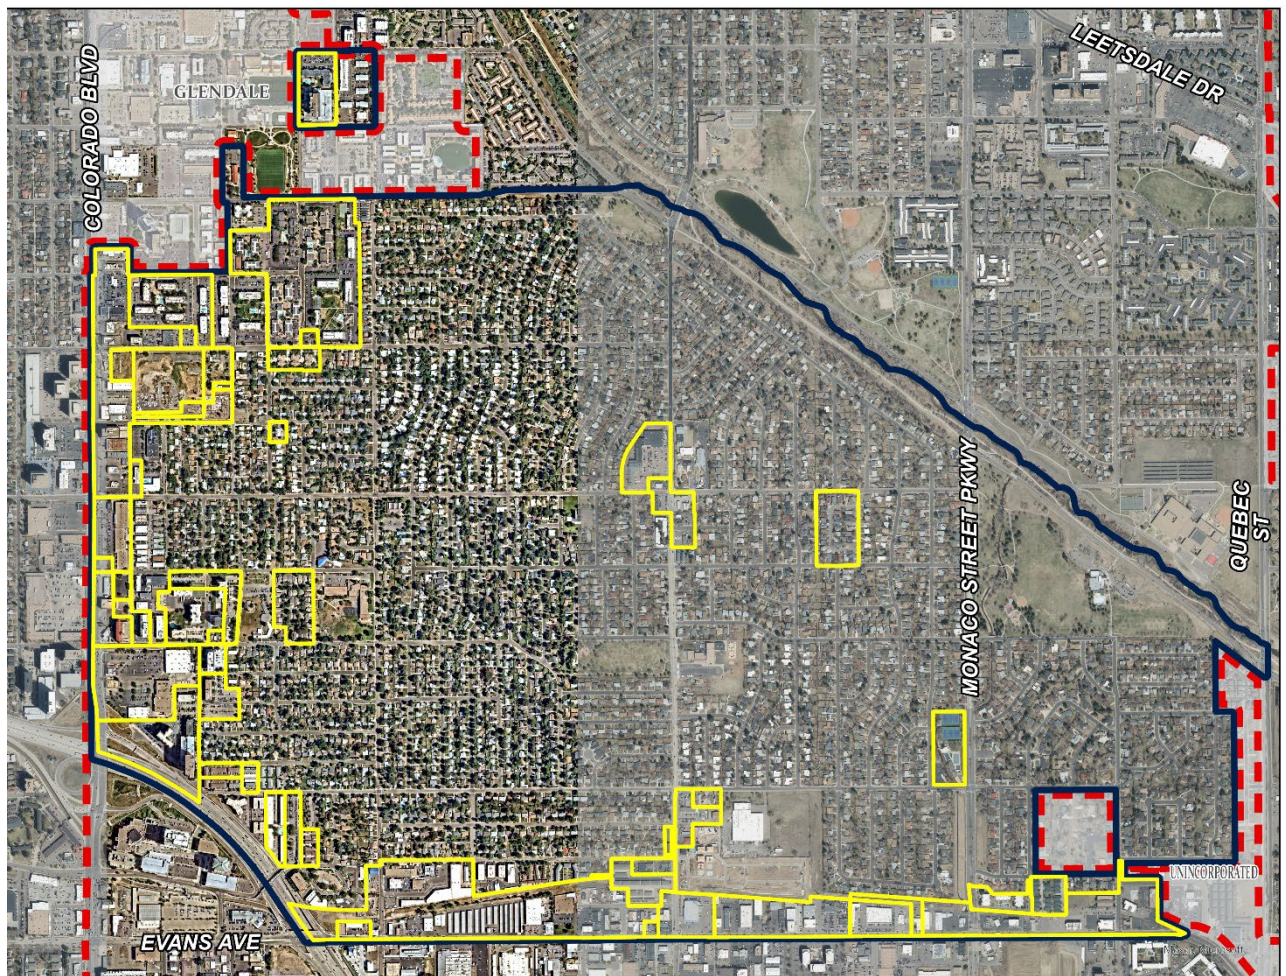 LEETSDALE DR
COLORADO BLVD
GLENDALE
MONACO STREET PKWY
QUEBEC
ST
UNINCORPORATED
EVANS AVE